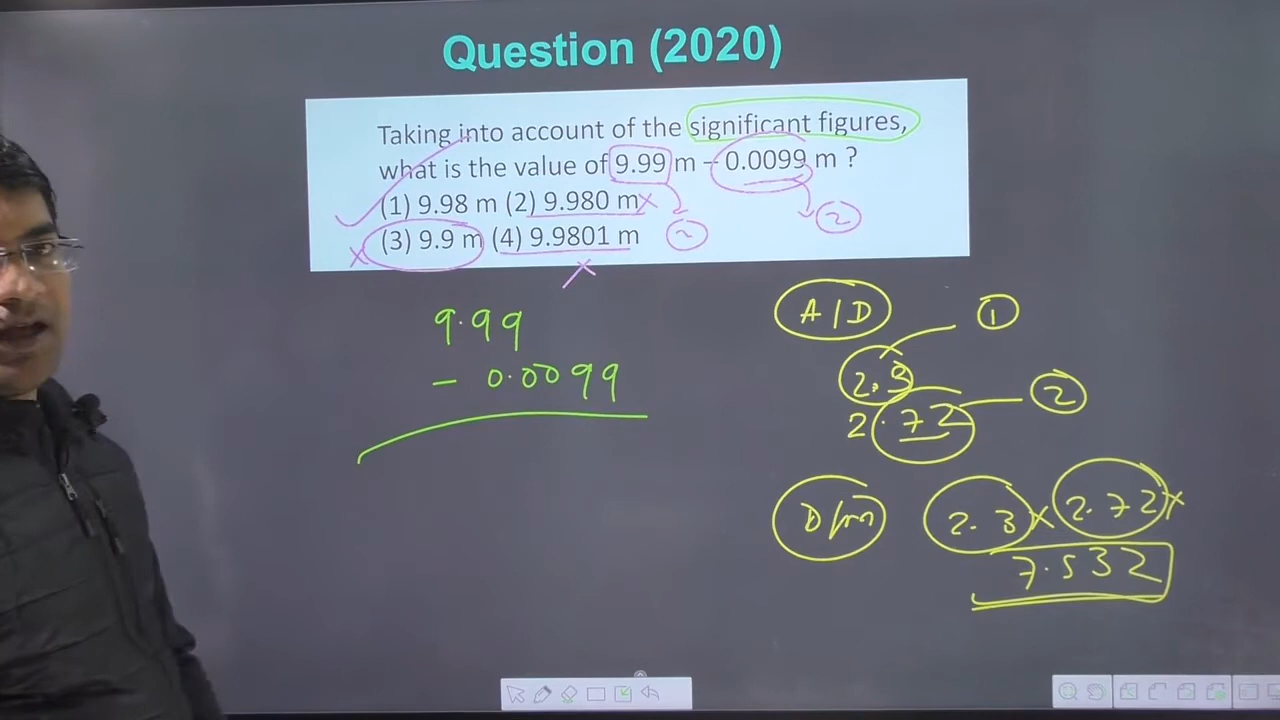 Question (2020)
Taking into account of the significant figures,
what is the value of 9.99 m – 0.0099 m ?
(1) 9.98 m (2) 9.980 m x
x (3) 9.9 m (4) 9.9801 m
2
2
x
9.99
- 0.0099
A/D
1
2.3
2
2.72
D/m
2.3 x 2.72 x
7.532